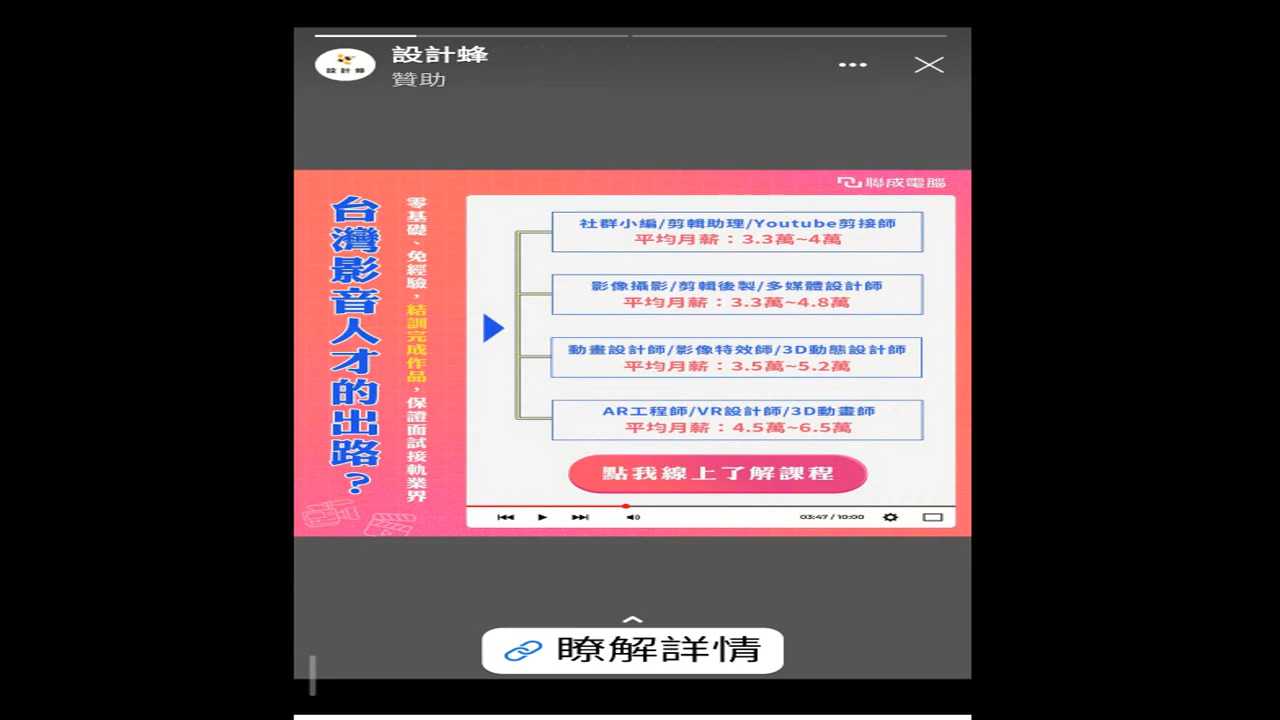 設計蜂
贊助
設計蜂
聯成電腦
台灣影音人才的出路？
零基礎、免經驗，結訓完成作品，保證面試接軌業界
社群小編/剪輯助理/Youtube剪接師
平均月薪：3.3萬~4萬
影像攝影/剪輯後製/多媒體設計師
平均月薪：3.3萬~4.8萬
動畫設計師/影像特效師/3D動態設計師
平均月薪：3.5萬~5.2萬
AR工程師/VR設計師/3D動畫師
平均月薪：4.5萬~6.5萬
點我線上了解課程
03:47 / 10:00
瞭解詳情